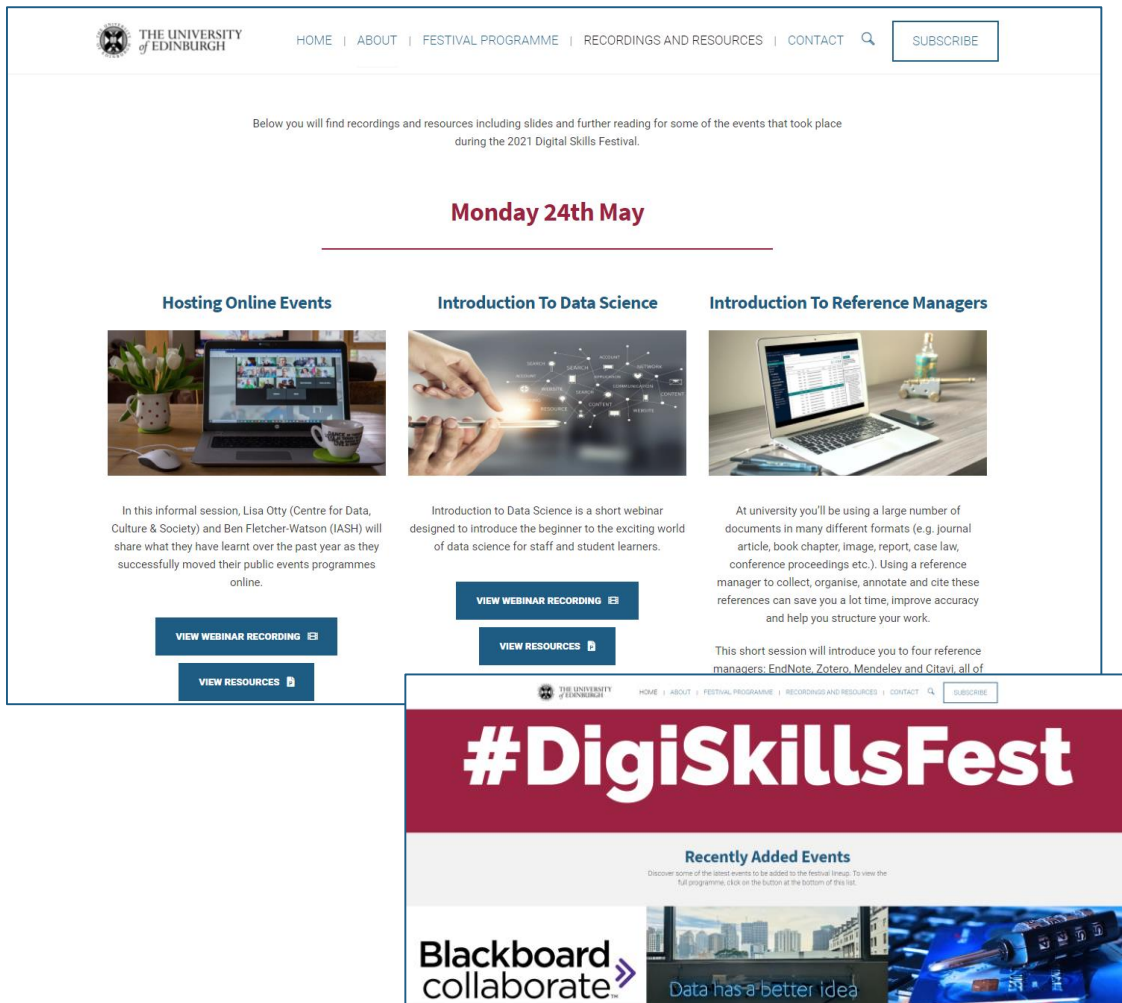 THE UNIVERSITY
of EDINBURGH
HOME | ABOUT | FESTIVAL PROGRAMME | RECORDINGS AND RESOURCES | CONTACT
SUBSCRIBE
Below you will find recordings and resources including slides and further reading for some of the events that took place
during the 2021 Digital Skills Festival.
Monday 24th May
Hosting Online Events
In this informal session, Lisa Otty (Centre for Data,
Culture & Society) and Ben Fletcher-Watson (IASH) will
share what they have learnt over the past year as they
successfully moved their public events programmes
online.
VIEW WEBINAR RECORDING
VIEW RESOURCES
Introduction To Data Science
SEARCH
SEARCH
ACCOUNT
NETWORK
WEBSITE
SEARCH
COMMUNICATION
CONTENT
RESOURCE
CONTENT
WEBSITE
Introduction to Data Science is a short webinar
designed to introduce the beginner to the exciting world
of data science for staff and student learners.
VIEW WEBINAR RECORDING
VIEW RESOURCES
Introduction To Reference Managers
At university you'll be using a large number of
documents in many different formats (e.g. journal
article, book chapter, image, report, case law,
conference proceedings etc.). Using a reference
manager to collect, organise, annotate and cite these
references can save you a lot time, improve accuracy
and help you structure your work.
This short session will introduce you to four reference
managers: EndNote, Zotero, Mendeley and Citavi, all of
THE UNIVERSITY
of EDINBURGH
HOME | ABOUT | FESTIVAL PROGRAMME | RECORDINGS AND RESOURCES | CONTACT
SUBSCRIBE
#DigiSkillsFest
Recently Added Events
Discover some of the latest events to be added to the festival lineup. To view the
full programme, click on the button at the bottom of this list.
Blackboard
collaborate™
Data has a better idea